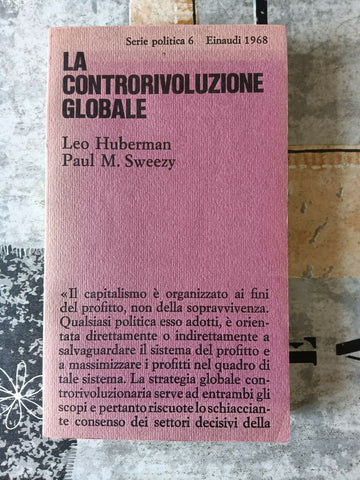 Serie politica 6 Einaudi 1968
LA
CONTRORIVOLUZIONE
GLOBALE
Leo Huberman
Paul M. Sweezy
«Il capitalismo è organizzato ai fini
del profitto, non della sopravvivenza.
Qualsiasi politica esso adotti, è orien-
tata direttamente o indirettamente a
salvaguardare il sistema del profitto e
a massimizzare i profitti nel quadro di
tale sistema. La strategia globale con-
trorivoluzionaria serve ad entrambi gli
scopi e pertanto riscuote lo schiaccian-
te consenso dei settori decisivi della